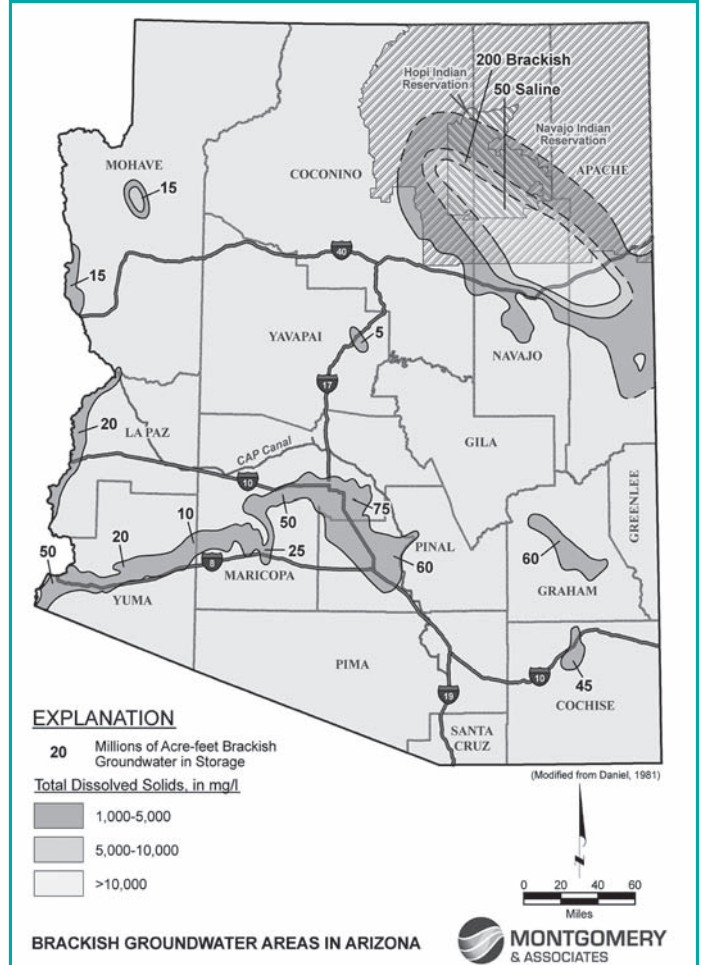 200 Brackish
Hopi Indian
Reservation
50 Saline
Navajo Indian
Reservation
MOHAVE
COCONINO
APACHE
15
15
40
YAVAPAI
5
NAVAJO
17
20
LA PAZ
GILA
CAP Canal
GREENLEE
10
50
75
10
20
PINAL
50
25
60
60
8
MARICOPA
GRAHAM
YUMA
PIMA
10
45
19
COCHISE
SANTA
CRUZ
EXPLANATION
20 Millions of Acre-feet Brackish
Groundwater in Storage
Total Dissolved Solids, in mg/l
1,000-5,000
5,000-10,000
>10,000
(Modified from Daniel, 1981)
N
0 20 40 60
Miles
BRACKISH GROUNDWATER AREAS IN ARIZONA
MONTGOMERY
& ASSOCIATES